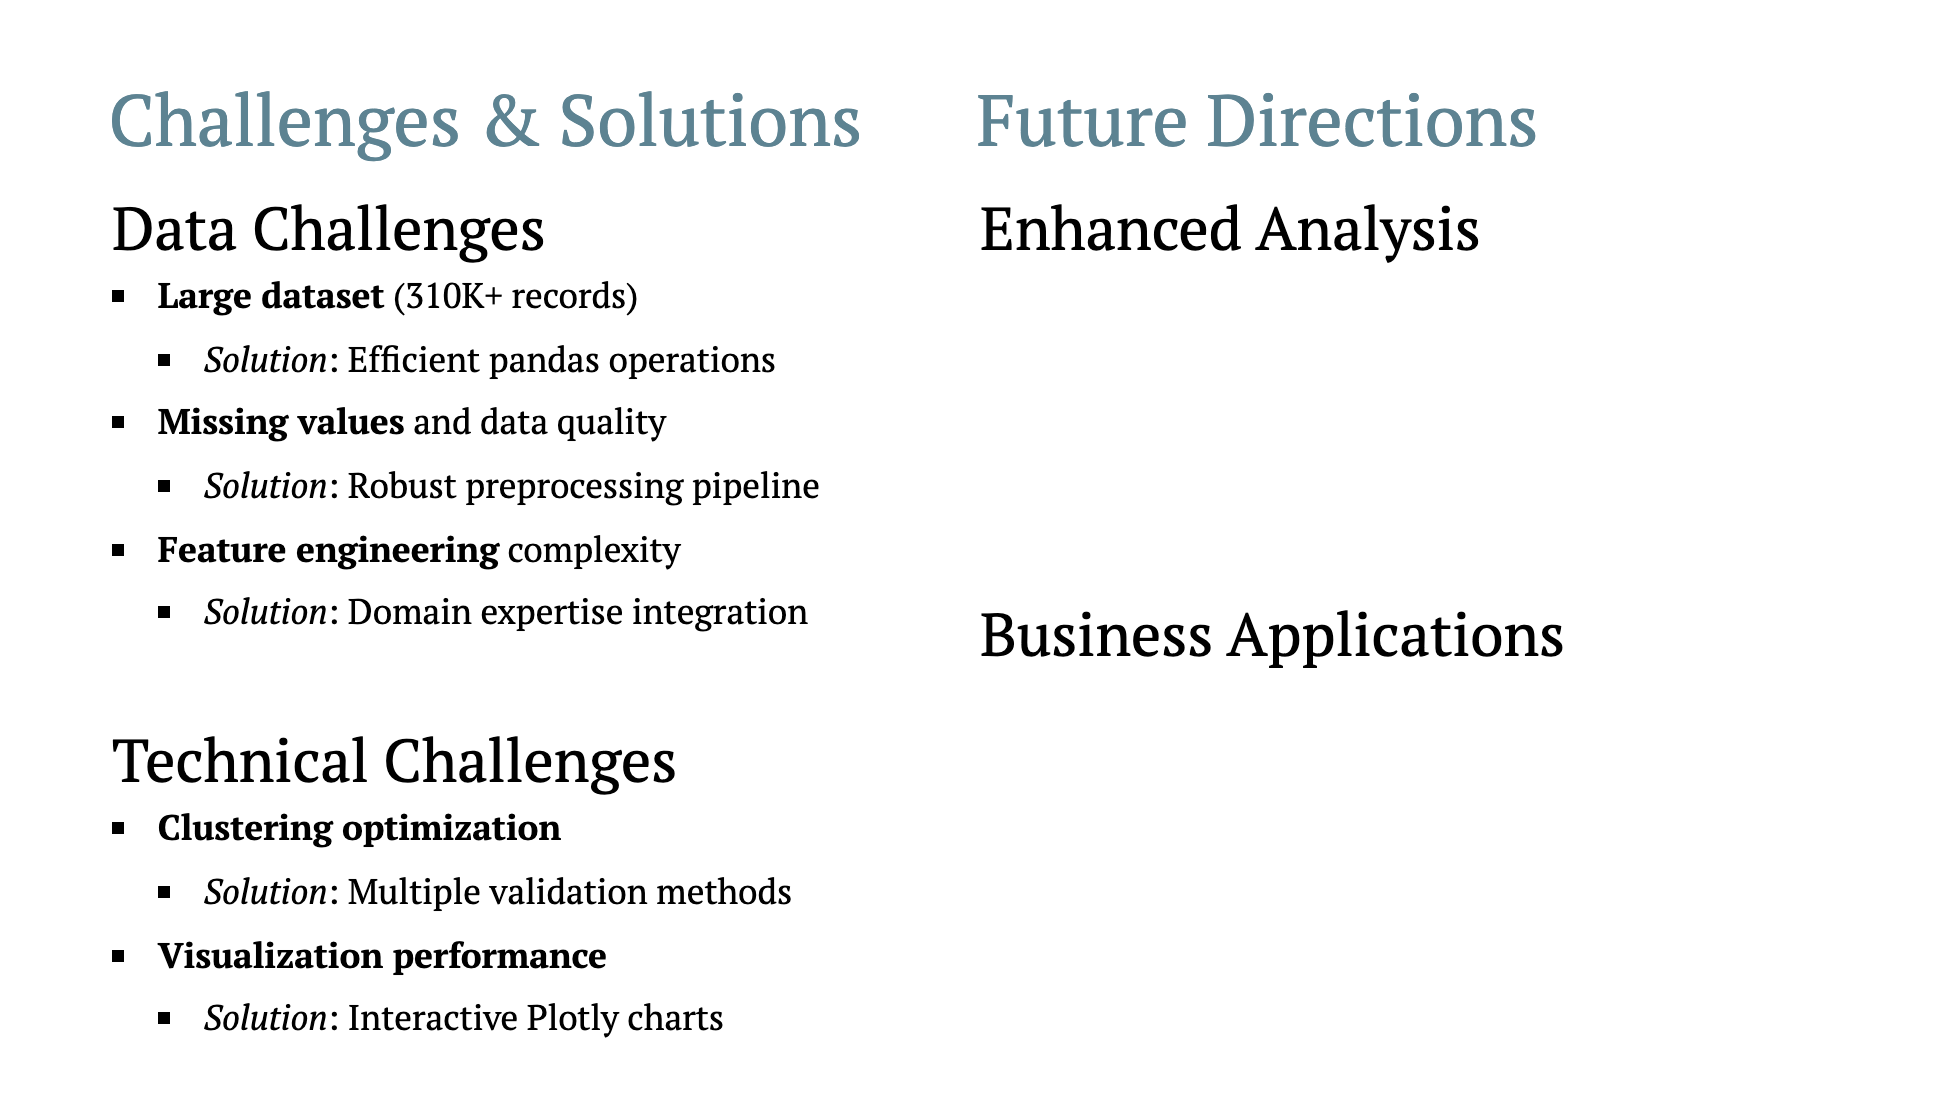 Challenges & Solutions
Data Challenges
Large dataset (310K+ records)
Solution: Efficient pandas operations
Missing values and data quality
Solution: Robust preprocessing pipeline
Feature engineering complexity
Solution: Domain expertise integration
Technical Challenges
Clustering optimization
Solution: Multiple validation methods
Visualization performance
Solution: Interactive Plotly charts
Future Directions
Enhanced Analysis
Business Applications